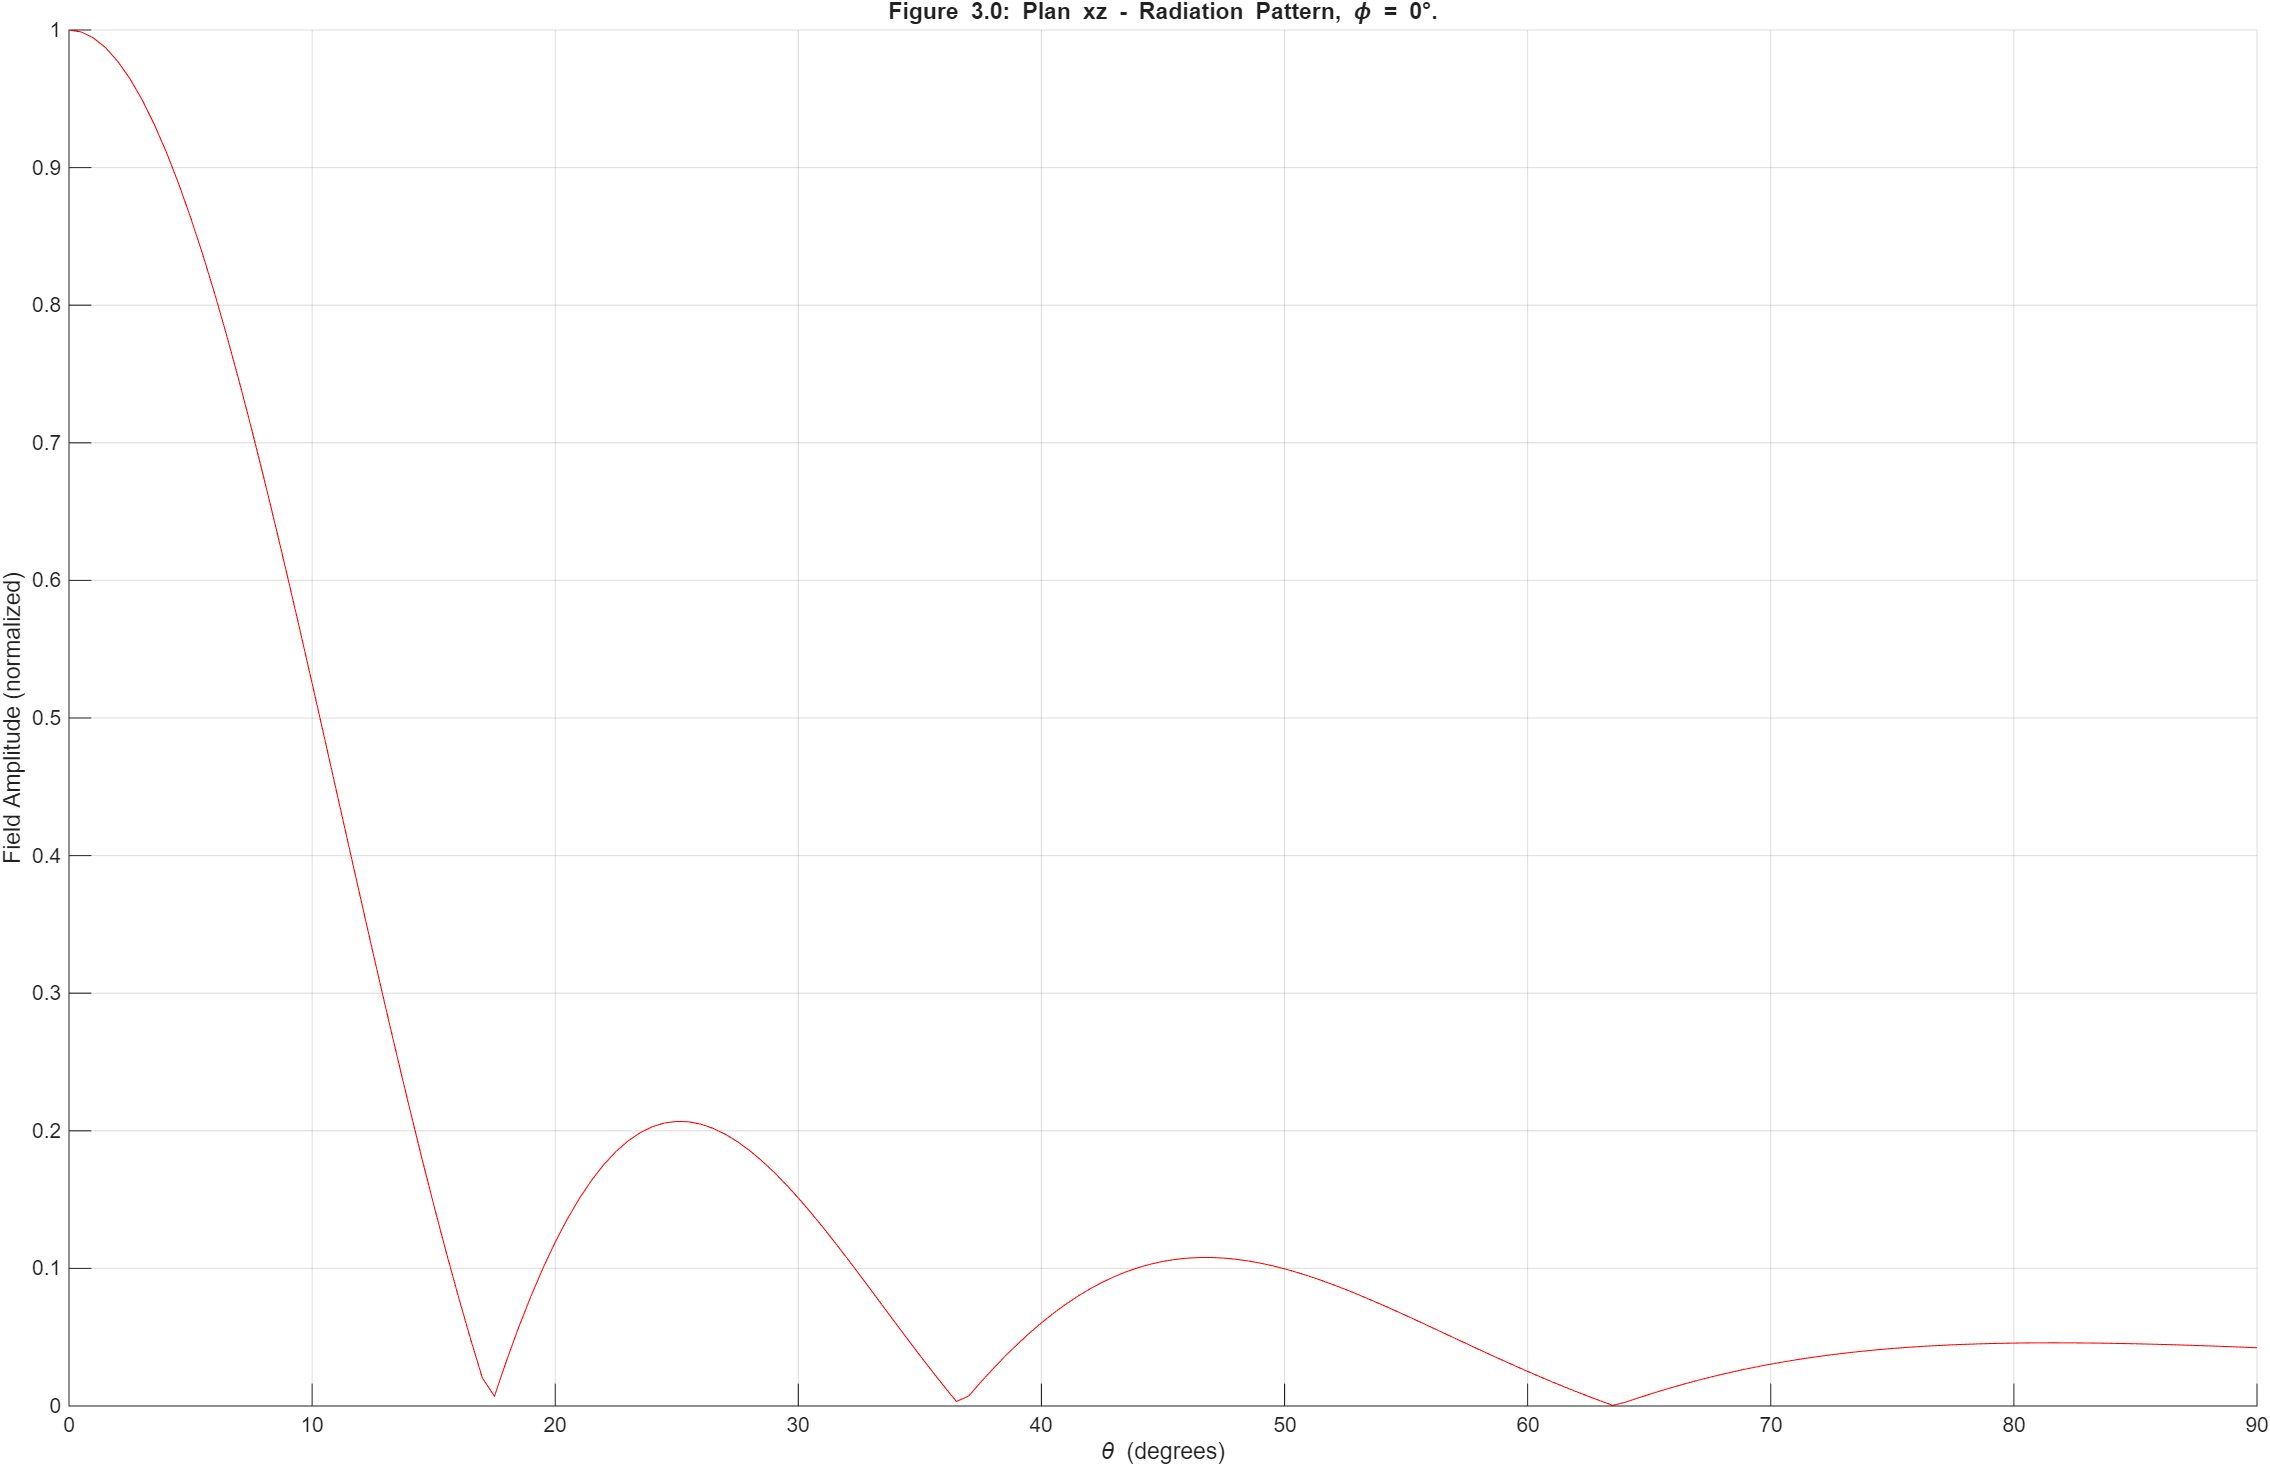 Figure 3.0: Plan xz - Radiation Pattern, ϕ = 0°.
Field Amplitude (normalized)
1
0.9
0.8
0.7
0.6
0.5
0.4
0.3
0.2
0.1
0
0 10 20 30 40 50 60 70 80 90
θ (degrees)